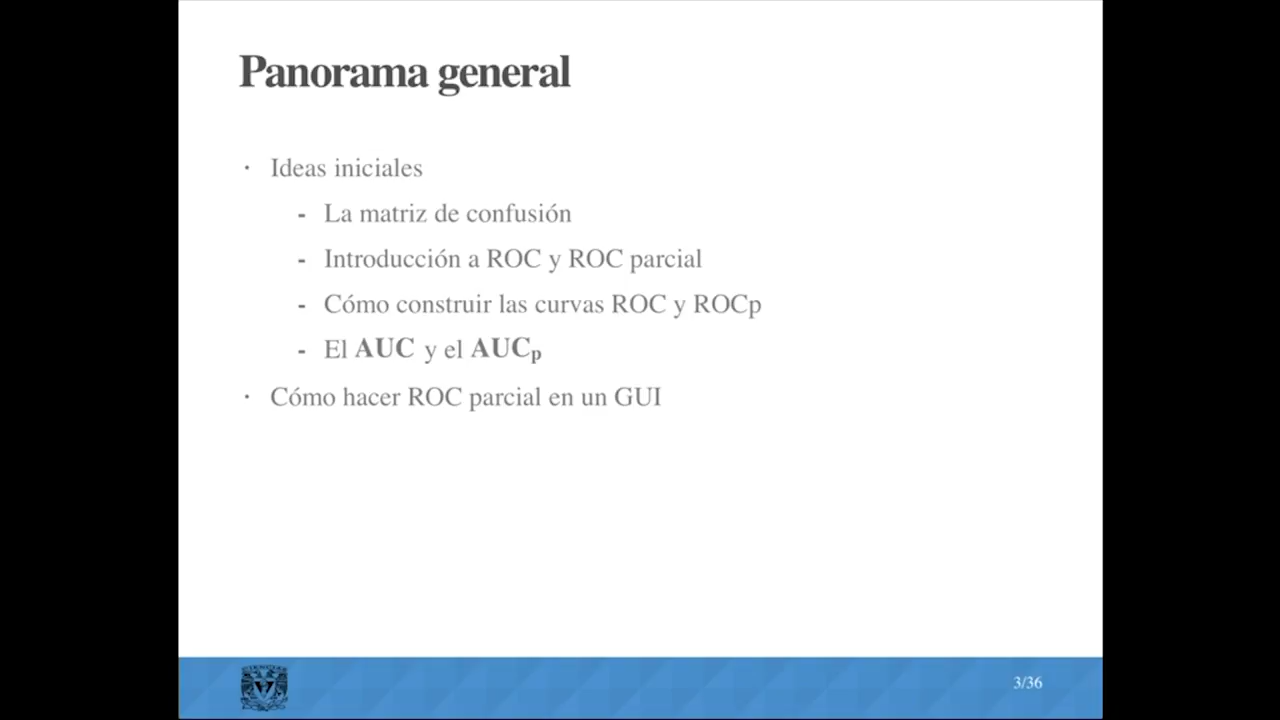 Panorama general
· Ideas iniciales
- La matriz de confusión
- Introducción a ROC y ROC parcial
- Cómo construir las curvas ROC y ROCp
- El AUC y el AUCp
· Cómo hacer ROC parcial en un GUI
CIENCIAS
3/36